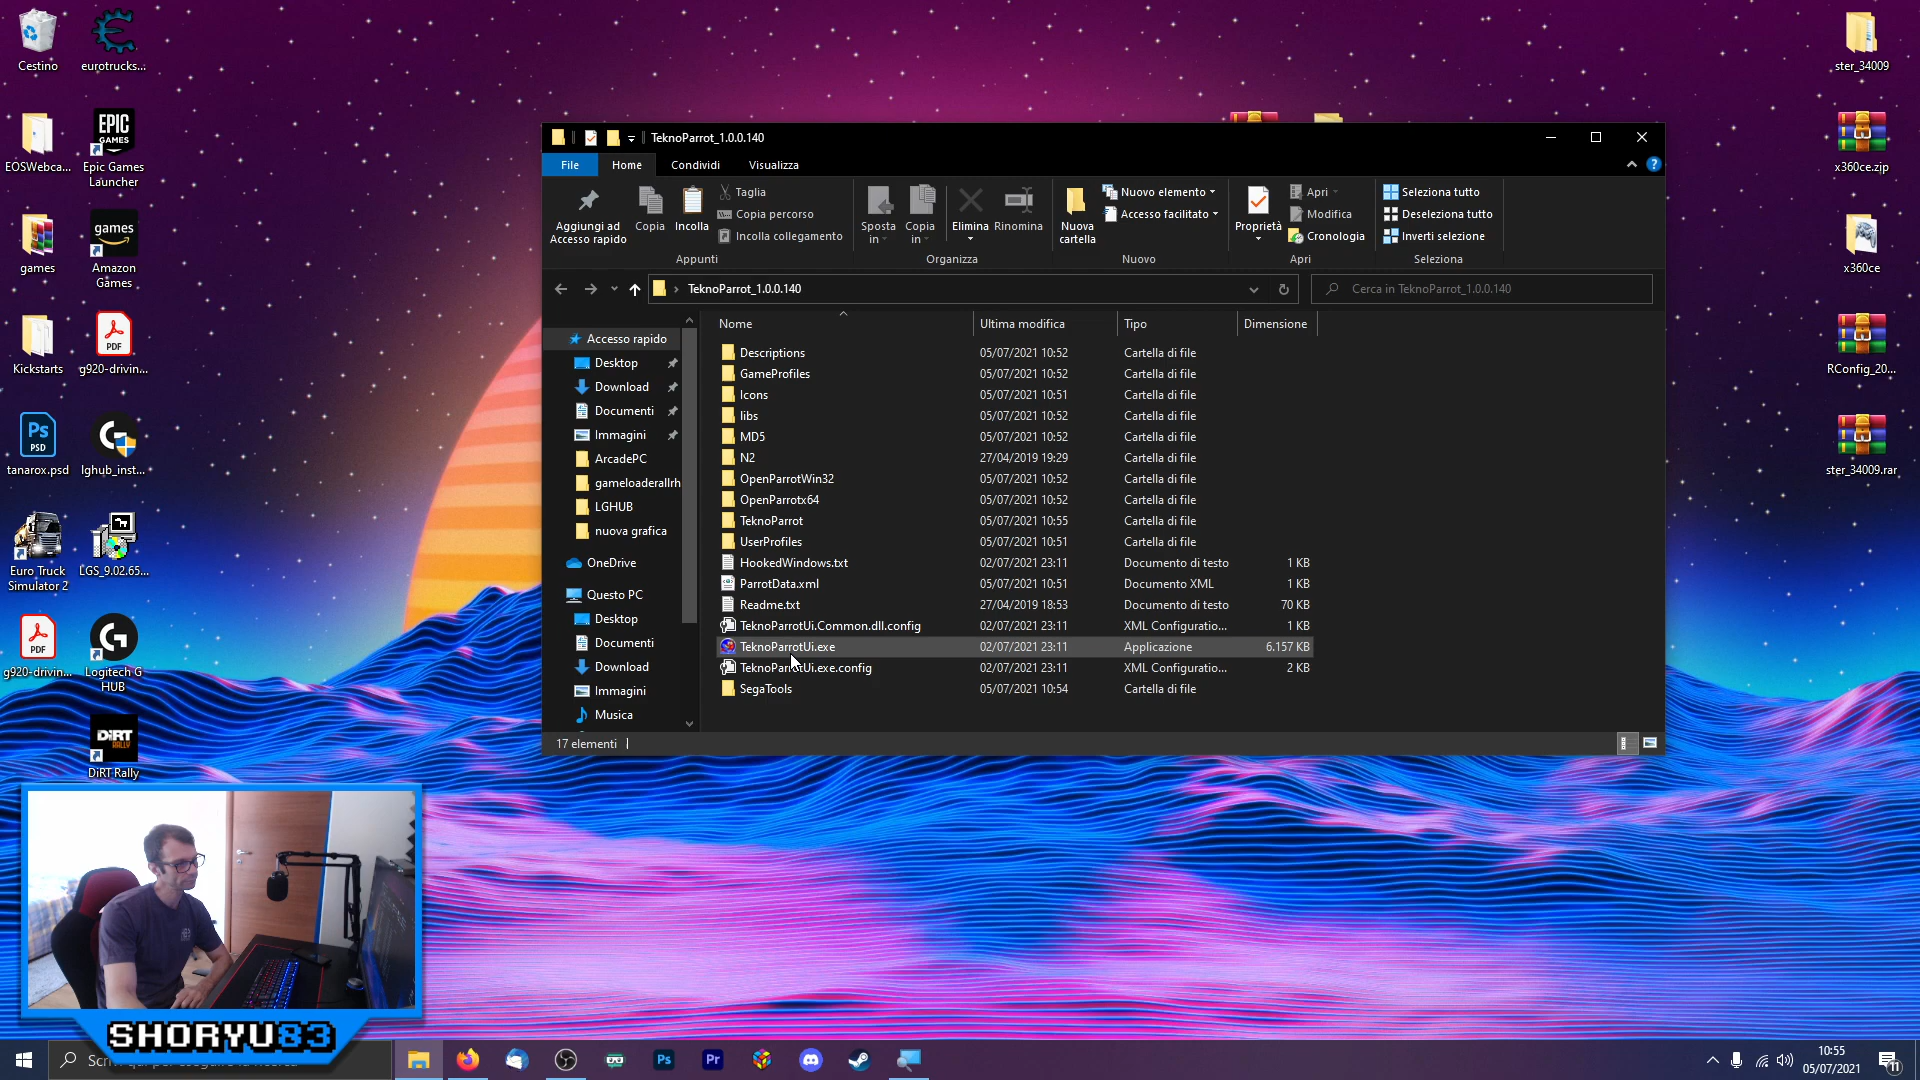 Cestino
eurotrucks...
EOSWebca...
EPIC
GAMES
Epic Games
Launcher
games
games
Amazon
Games
Kickstarts
PDF
g920-drivin...
Ps
PSD
tanarox.psd
lghub_inst...
Euro Truck
Simulator 2
LGS_9.02.65...
PDF
g920-drivin...
Logitech G
HUB
DiRT
RALLY
DiRT Rally
ster_34009
x360ce.zip
x360ce
RConfig_20...
ster_34009.rar
TeknoParrot_1.0.0.140
File
Home
Condividi
Visualizza
Aggiungi ad
Accesso rapido
Copia
Incolla
Taglia
Copia percorso
Incolla collegamento
Appunti
Sposta
in
Copia
in
Elimina
Rinomina
Organizza
Nuova
cartella
Nuovo elemento
Accesso facilitato
Nuovo
Proprietà
Apri
Modifica
Cronologia
Apri
Seleziona tutto
Deseleziona tutto
Inverti selezione
Seleziona
TeknoParrot_1.0.0.140
Cerca in TeknoParrot_1.0.0.140
Accesso rapido
Desktop
Download
Documenti
Immagini
ArcadePC
gameloaderallrh
LGHUB
nuova grafica
OneDrive
Questo PC
Desktop
Documenti
Download
Immagini
Musica
Nome Ultima modifica Tipo Dimensione
Descriptions 05/07/2021 10:52 Cartella di file
GameProfiles 05/07/2021 10:52 Cartella di file
Icons 05/07/2021 10:51 Cartella di file
libs 05/07/2021 10:52 Cartella di file
MD5 05/07/2021 10:52 Cartella di file
N2 27/04/2019 19:29 Cartella di file
OpenParrotWin32 05/07/2021 10:52 Cartella di file
OpenParrotx64 05/07/2021 10:52 Cartella di file
TeknoParrot 05/07/2021 10:55 Cartella di file
UserProfiles 05/07/2021 10:51 Cartella di file
HookedWindows.txt 02/07/2021 23:11 Documento di testo 1 KB
ParrotData.xml 05/07/2021 10:51 Documento XML 1 KB
Readme.txt 27/04/2019 18:53 Documento di testo 70 KB
TeknoParrotUi.Common.dll.config 02/07/2021 23:11 XML Configuratio... 1 KB
TeknoParrotUi.exe 02/07/2021 23:11 Applicazione 6.157 KB
TeknoParrotUi.exe.config 02/07/2021 23:11 XML Configuratio... 2 KB
SegaTools 05/07/2021 10:54 Cartella di file
17 elementi
SHORYU83
Ps
Pr
10:55
05/07/2021
11